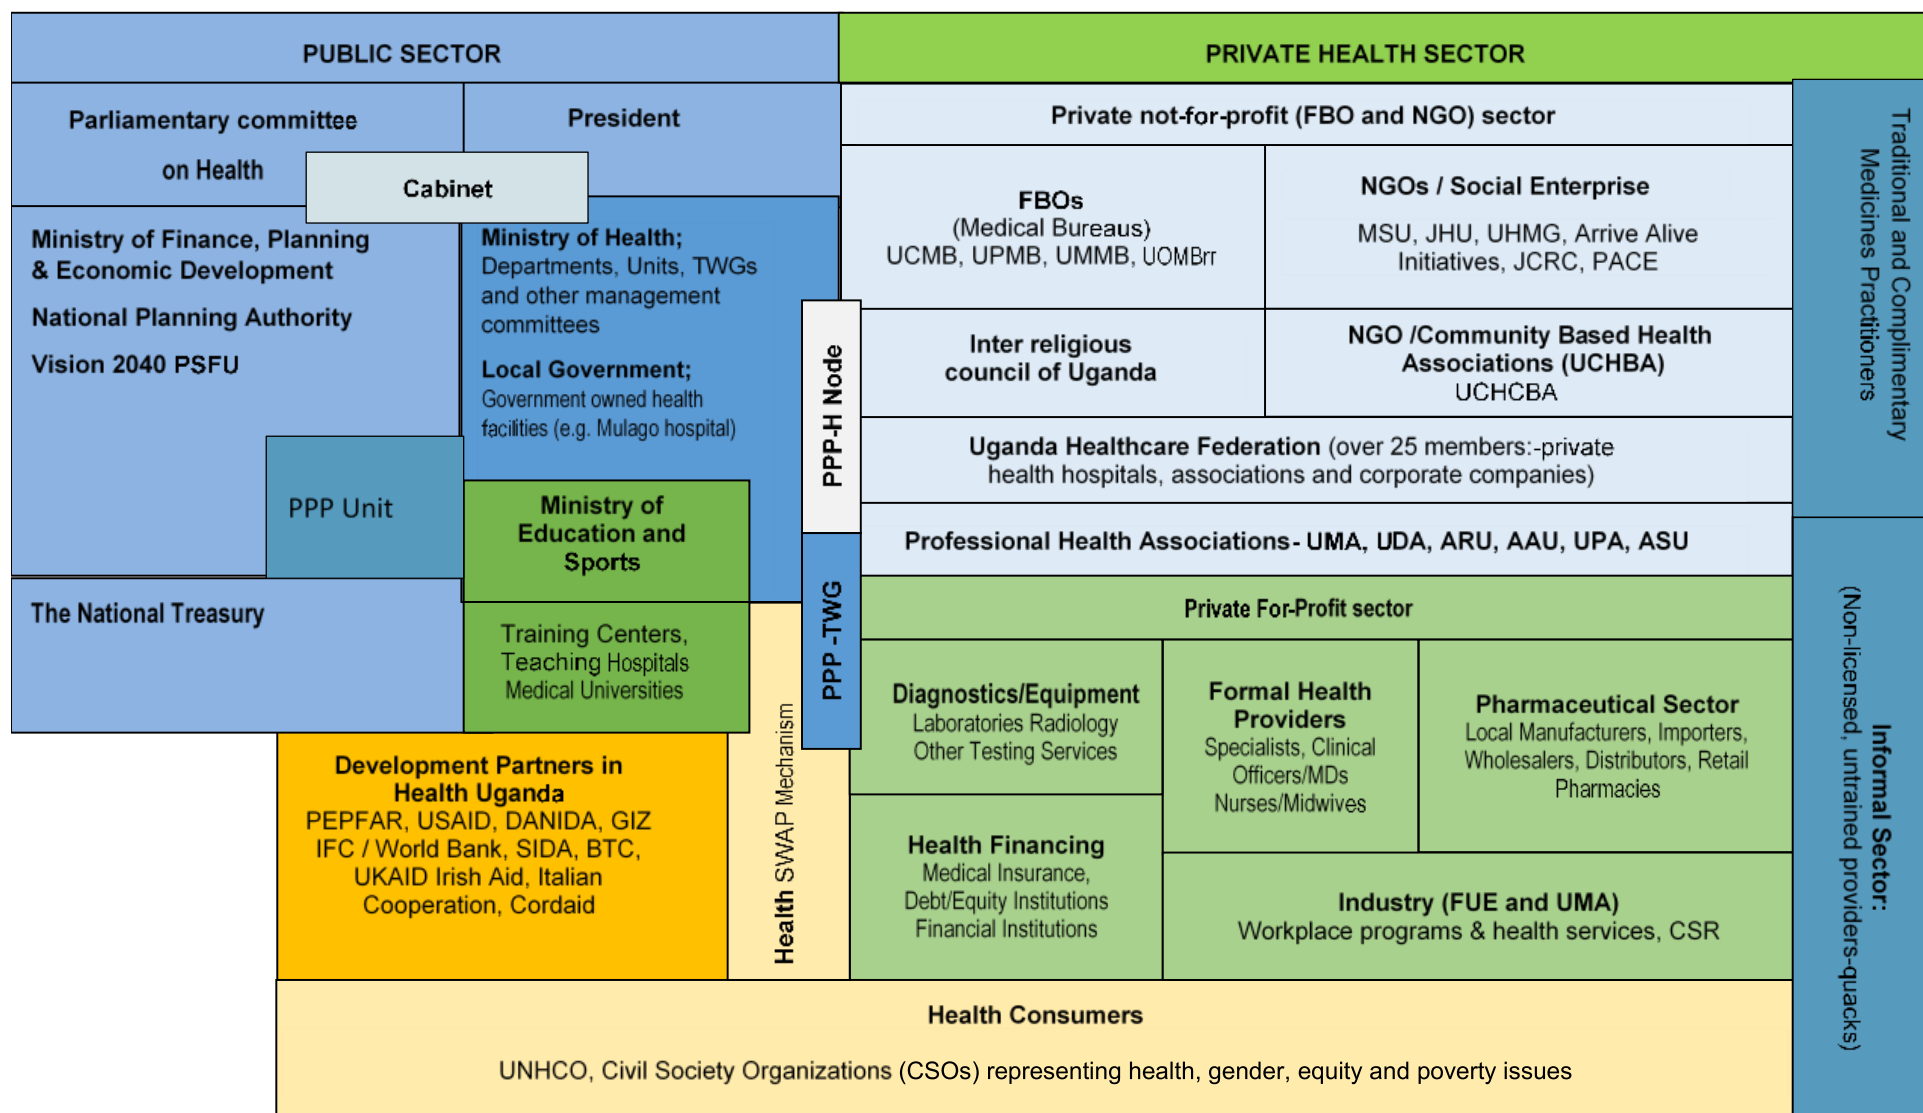 PUBLIC SECTOR
PRIVATE HEALTH SECTOR
Parliamentary committee
on Health
President
Cabinet
Ministry of Finance, Planning
& Economic Development
National Planning Authority
Vision 2040 PSFU
Ministry of Health;
Departments, Units, TWGs
and other management
committees
Local Government;
Government owned health
facilities (e.g. Mulago hospital)
PPP Unit
Ministry of
Education and
Sports
The National Treasury
Training Centers,
Teaching Hospitals
Medical Universities
Development Partners in
Health Uganda
PEPFAR, USAID, DANIDA, GIZ
IFC / World Bank, SIDA, BTC,
UKAID Irish Aid, Italian
Cooperation, Cordaid
Health SWAP Mechanism
PPP-H Node
PPP -TWG
Private not-for-profit (FBO and NGO) sector
FBOs
(Medical Bureaus)
UCMB, UPMB, UMMB, UOMBrr
NGOs / Social Enterprise
MSU, JHU, UHMG, Arrive Alive
Initiatives, JCRC, PACE
Inter religious
council of Uganda
NGO /Community Based Health
Associations (UCHBA)
UCHCBA
Uganda Healthcare Federation (over 25 members:-private
health hospitals, associations and corporate companies)
Professional Health Associations- UMA, UDA, ARU, AAU, UPA, ASU
Private For-Profit sector
Diagnostics/Equipment
Laboratories Radiology
Other Testing Services
Formal Health
Providers
Specialists, Clinical
Officers/MDs
Nurses/Midwives
Pharmaceutical Sector
Local Manufacturers, Importers,
Wholesalers, Distributors, Retail
Pharmacies
Health Financing
Medical Insurance,
Debt/Equity Institutions
Financial Institutions
Industry (FUE and UMA)
Workplace programs & health services, CSR
Traditional and Complimentary
Medicines Practitioners
Informal Sector:
(Non-licensed, untrained providers-quacks)
Health Consumers
UNHCO, Civil Society Organizations (CSOs) representing health, gender, equity and poverty issues